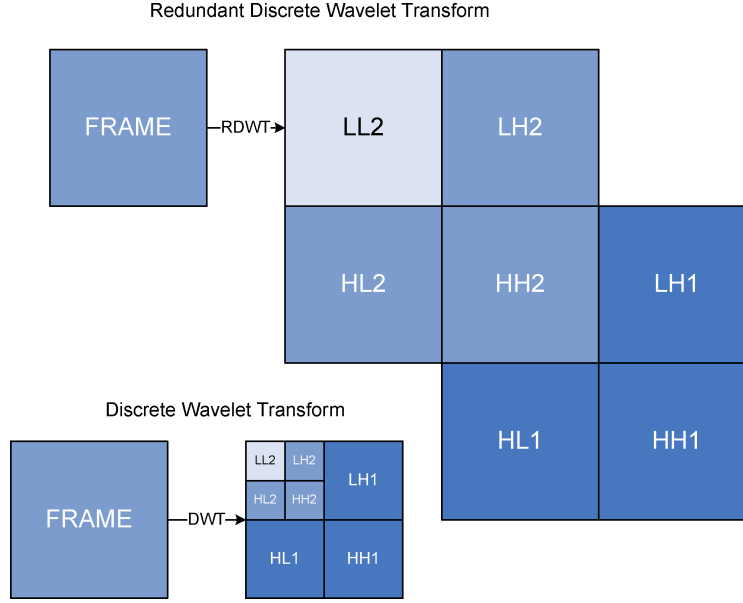 Redundant Discrete Wavelet Transform
FRAME
RDWT
LL2
LH2
HL2
HH2
LH1
HL1
HH1
Discrete Wavelet Transform
FRAME
DWT
LL2
LH2
LH1
HL2
HH2
HL1
HH1